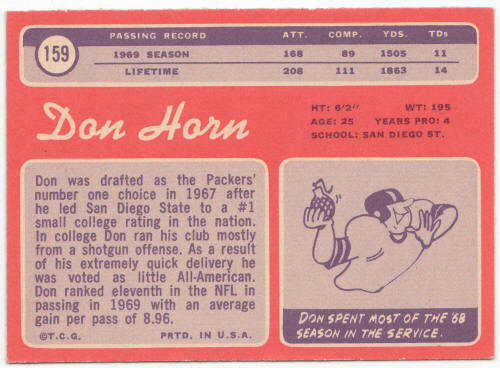 159
PASSING RECORD ATT. COMP. YDS. TDs
1969 SEASON 168 89 1505 11
LIFETIME 208 111 1863 14
Don Horn
HT: 6'2" WT: 195
AGE: 25 YEARS PRO: 4
SCHOOL: SAN DIEGO ST.
Don was drafted as the Packers'
number one choice in 1967 after
he led San Diego State to a #1
small college rating in the nation.
In college Don ran his club mostly
from a shotgun offense. As a result
of his extremely quick delivery he
was voted as little All-American.
Don ranked eleventh in the NFL in
passing in 1969 with an average
gain per pass of 8.96.
©T.C.G. PRTD. IN U.S.A.
DON SPENT MOST OF THE '68
SEASON IN THE SERVICE.